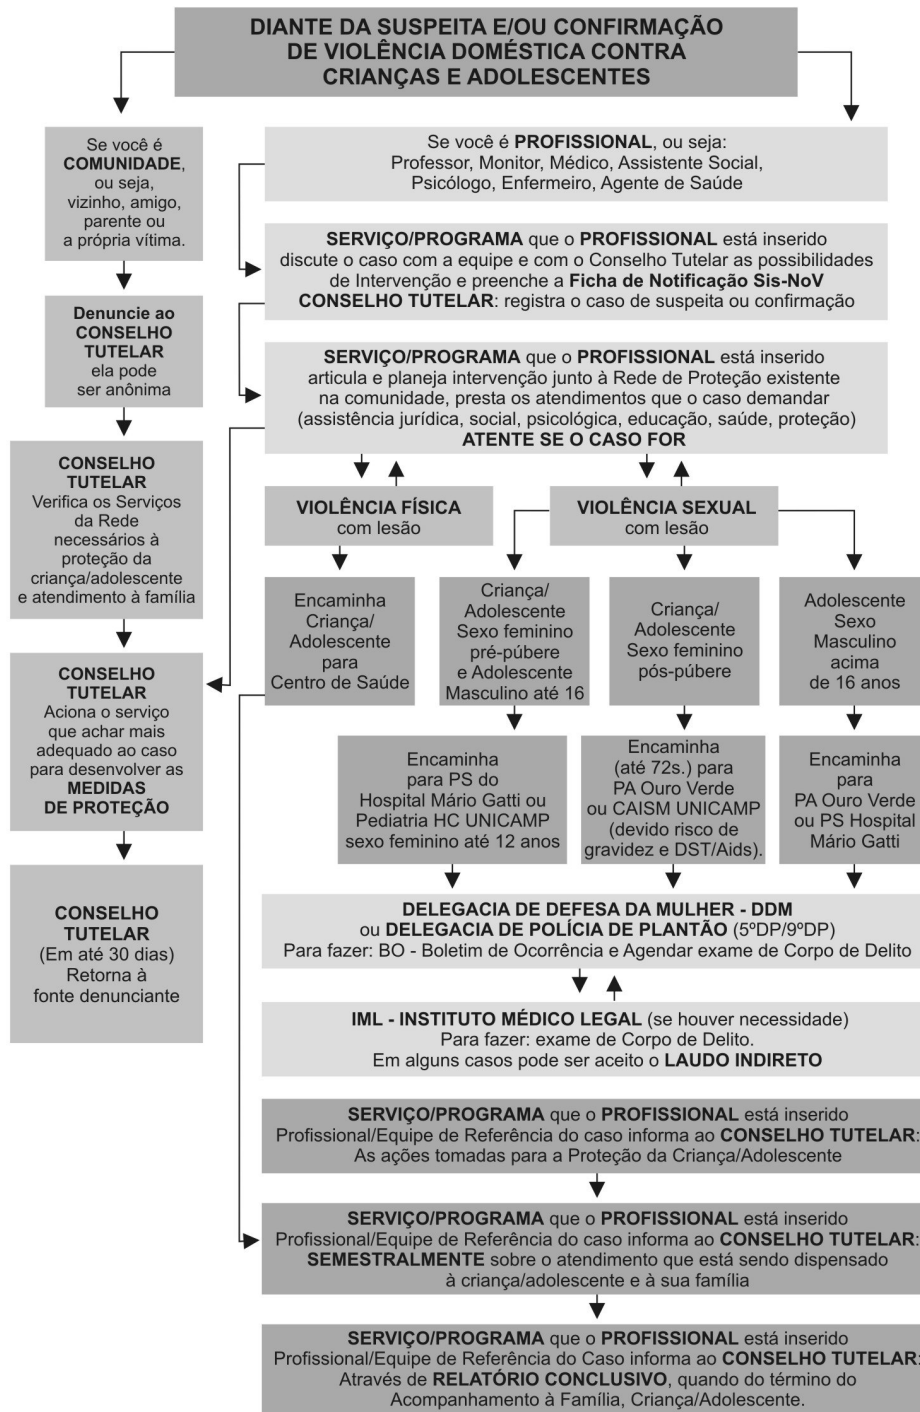 DIANTE DA SUSPEITA E/OU CONFIRMAÇÃO
DE VIOLÊNCIA DOMÉSTICA CONTRA
CRIANÇAS E ADOLESCENTES
Se você é
COMUNIDADE,
ou seja,
vizinho, amigo,
parente ou
a própria vítima.
Denuncie ao
CONSELHO
TUTELAR
ela pode
ser anônima
CONSELHO
TUTELAR
Verifica os Serviços
da Rede
necessários à
proteção da
criança/adolescente
e atendimento à família
CONSELHO
TUTELAR
Aciona o serviço
que achar mais
adequado ao caso
para desenvolver as
MEDIDAS
DE PROTEÇÃO
CONSELHO
TUTELAR
(Em até 30 dias)
Retorna à
fonte denunciante
Se você é PROFISSIONAL, ou seja:
Professor, Monitor, Médico, Assistente Social,
Psicólogo, Enfermeiro, Agente de Saúde
SERVIÇO/PROGRAMA que o PROFISSIONAL está inserido
discute o caso com a equipe e com o Conselho Tutelar as possibilidades
de Intervenção e preenche a Ficha de Notificação Sis-NoV
CONSELHO TUTELAR: registra o caso de suspeita ou confirmação
SERVIÇO/PROGRAMA que o PROFISSIONAL está inserido
articula e planeja intervenção junto à Rede de Proteção existente
na comunidade, presta os atendimentos que o caso demandar
(assistência jurídica, social, psicológica, educação, saúde, proteção)
ATENTE SE O CASO FOR
VIOLÊNCIA FÍSICA
com lesão
VIOLÊNCIA SEXUAL
com lesão
Encaminha
Criança/
Adolescente
para
Centro de Saúde
Criança/
Adolescente
Sexo feminino
pré-púbere
e Adolescente
Masculino até 16
Criança/
Adolescente
Sexo feminino
pós-púbere
Adolescente
Sexo
Masculino
acima
de 16 anos
Encaminha
para PS do
Hospital Mário Gatti ou
Pediatria HC UNICAMP
sexo feminino até 12 anos
Encaminha
(até 72s.) para
PA Ouro Verde
ou CAISM UNICAMP
(devido risco de
gravidez e DST/Aids).
Encaminha
para
PA Ouro Verde
ou PS Hospital
Mário Gatti
DELEGACIA DE DEFESA DA MULHER - DDM
ou DELEGACIA DE POLÍCIA DE PLANTÃO (5ºDP/9ºDP)
Para fazer: BO - Boletim de Ocorrência e Agendar exame de Corpo de Delito
IML - INSTITUTO MÉDICO LEGAL (se houver necessidade)
Para fazer: exame de Corpo de Delito.
Em alguns casos pode ser aceito o LAUDO INDIRETO
SERVIÇO/PROGRAMA que o PROFISSIONAL está inserido
Profissional/Equipe de Referência do caso informa ao CONSELHO TUTELAR:
As ações tomadas para a Proteção da Criança/Adolescente
SERVIÇO/PROGRAMA que o PROFISSIONAL está inserido
Profissional/Equipe de Referência do caso informa ao CONSELHO TUTELAR:
SEMESTRALMENTE sobre o atendimento que está sendo dispensado
à criança/adolescente e à sua família
SERVIÇO/PROGRAMA que o PROFISSIONAL está inserido
Profissional/Equipe de Referência do Caso informa ao CONSELHO TUTELAR:
Através de RELATÓRIO CONCLUSIVO, quando do término do
Acompanhamento à Família, Criança/Adolescente.